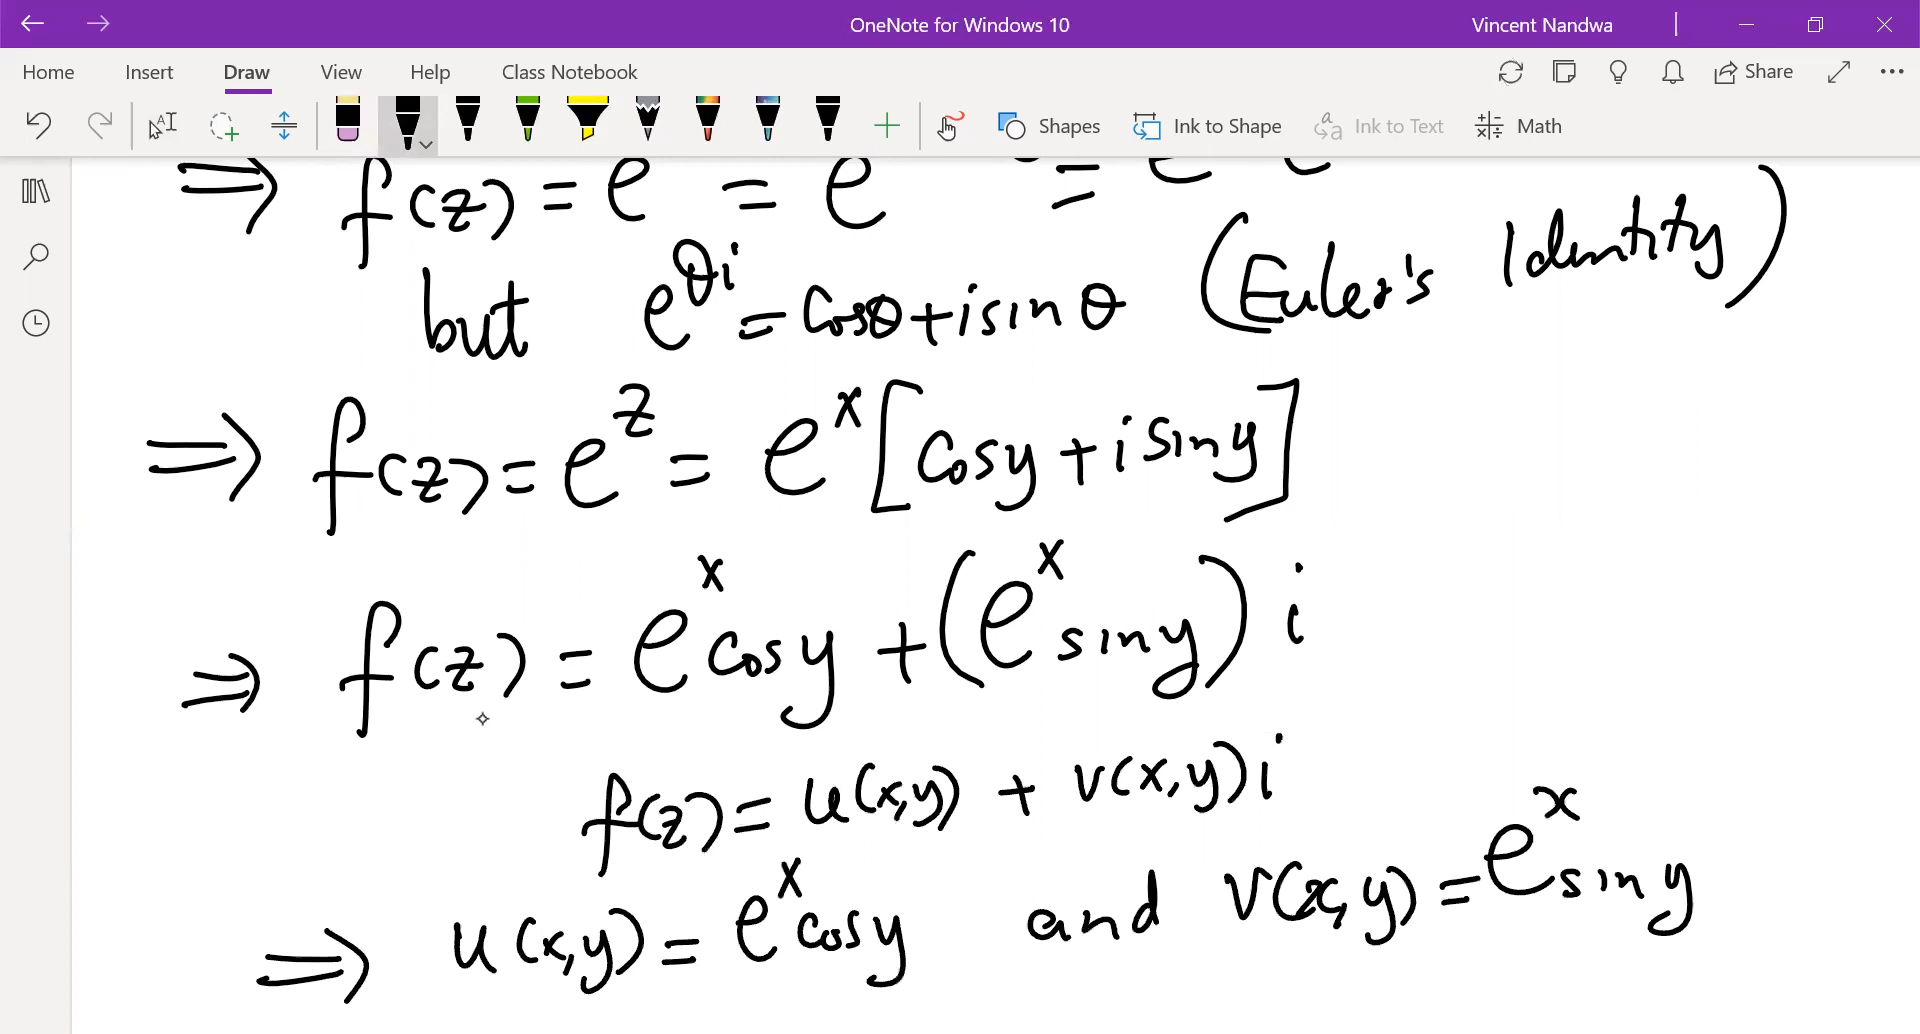 OneNote for Windows 10
Vincent Nandwa
Home Insert Draw View Help Class Notebook
Share
Shapes Ink to Shape Ink to Text Math
⇒ f(z) = e = e = e e
but e^θi = cosθ + i sin θ (Euler's Identity)
⇒ f(z) = e^z = e^x [cosy + i siny]
⇒ f(z) = e^x cosy + (e^x siny) i
f(z) = u(x,y) + v(x,y) i
⇒ u(x,y) = e^x cosy and v(x,y) = e^x siny